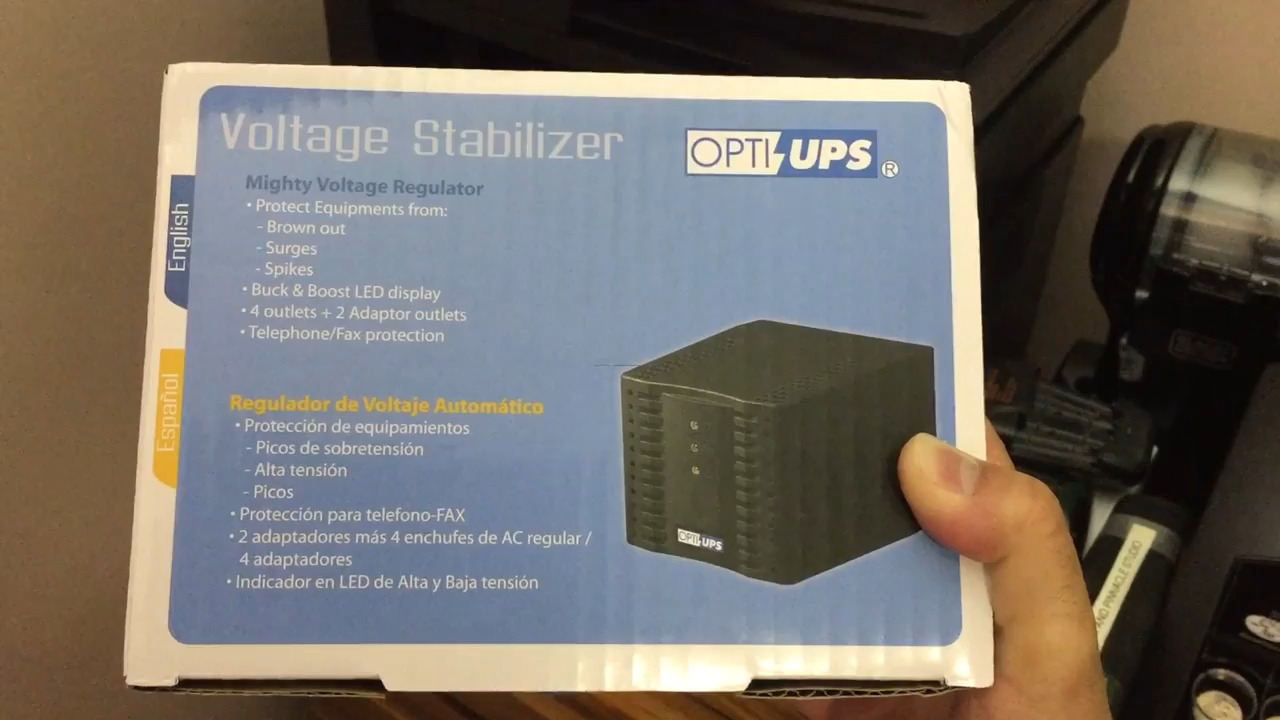 Voltage Stabilizer
OPTI-UPS®
English
Mighty Voltage Regulator
• Protect Equipments from:
- Brown out
- Surges
- Spikes
• Buck & Boost LED display
• 4 outlets + 2 Adaptor outlets
• Telephone/Fax protection
Español
Regulador de Voltaje Automático
• Protección de equipamientos
- Picos de sobretensión
- Alta tensión
- Picos
• Protección para telefono-FAX
• 2 adaptadores más 4 enchufes de AC regular /
4 adaptadores
• Indicador en LED de Alta y Baja tensión
OPTI-UPS
PINNACLE STUDIO